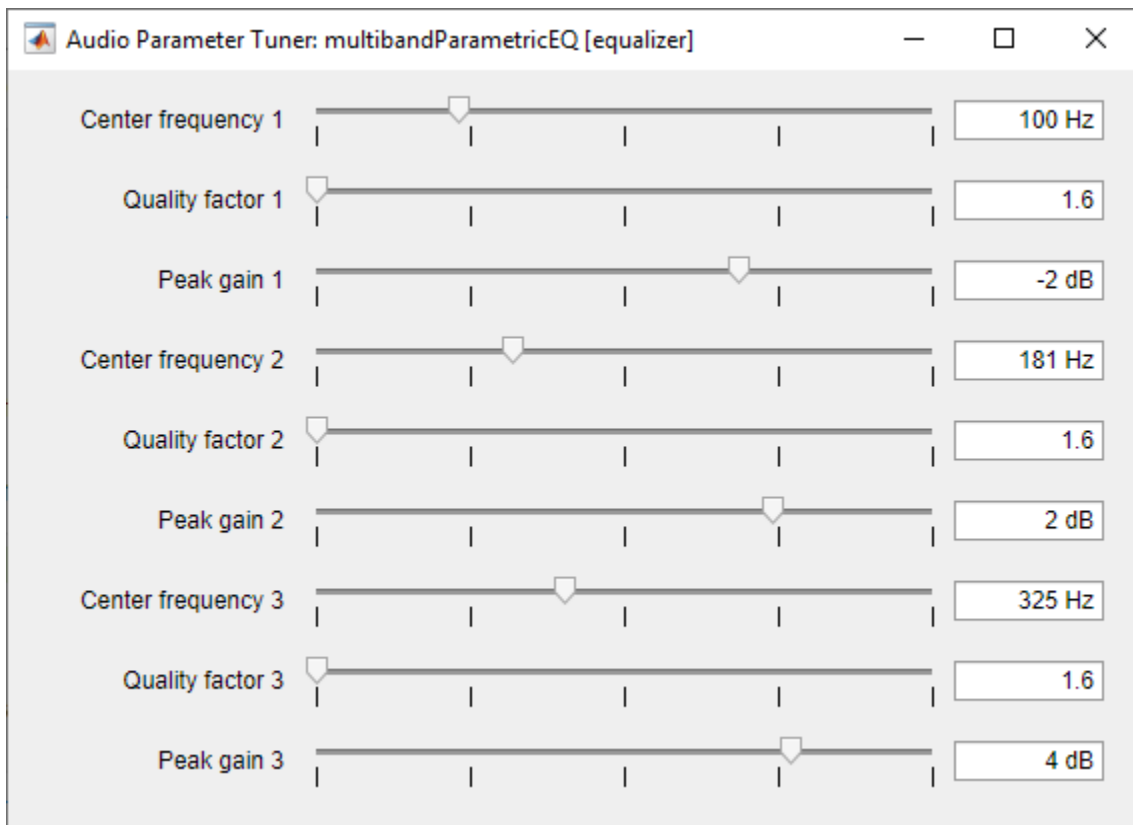 Audio Parameter Tuner: multibandParametricEQ [equalizer]
Center frequency 1 100 Hz
Quality factor 1 1.6
Peak gain 1 -2 dB
Center frequency 2 181 Hz
Quality factor 2 1.6
Peak gain 2 2 dB
Center frequency 3 325 Hz
Quality factor 3 1.6
Peak gain 3 4 dB